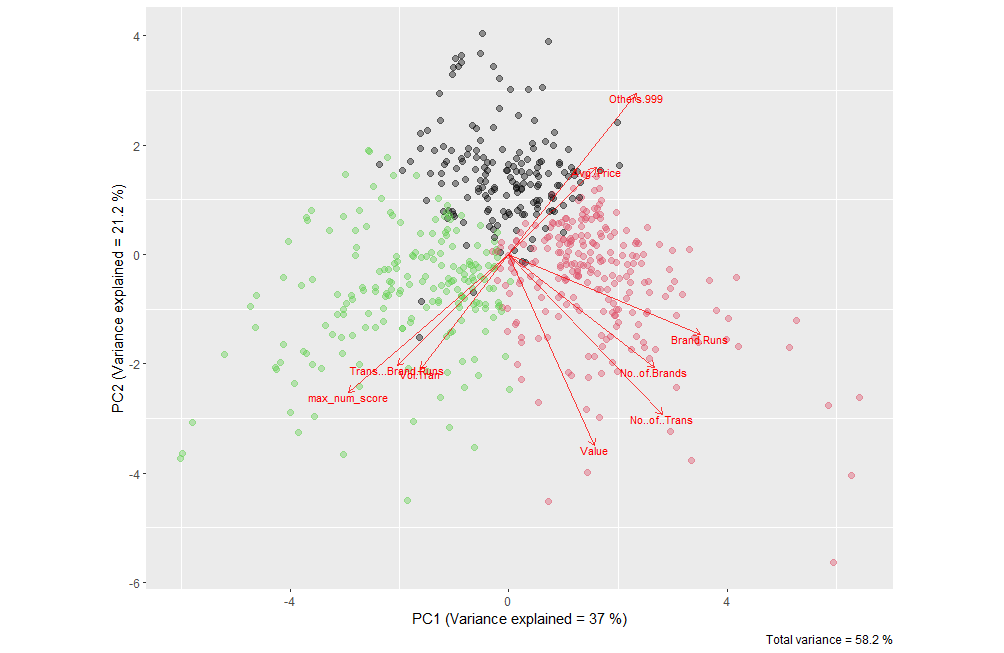 4
Others.999
2
Avg..Price
0
Brand.Runs
-2
Trans...Brand.Runs
Vol.Tran
No..of.Brands
max_num_score
No..of..Trans
Value
-4
-6
PC2 (Variance explained = 21.2 %)
-4
0
4
PC1 (Variance explained = 37 %)
Total variance = 58.2 %